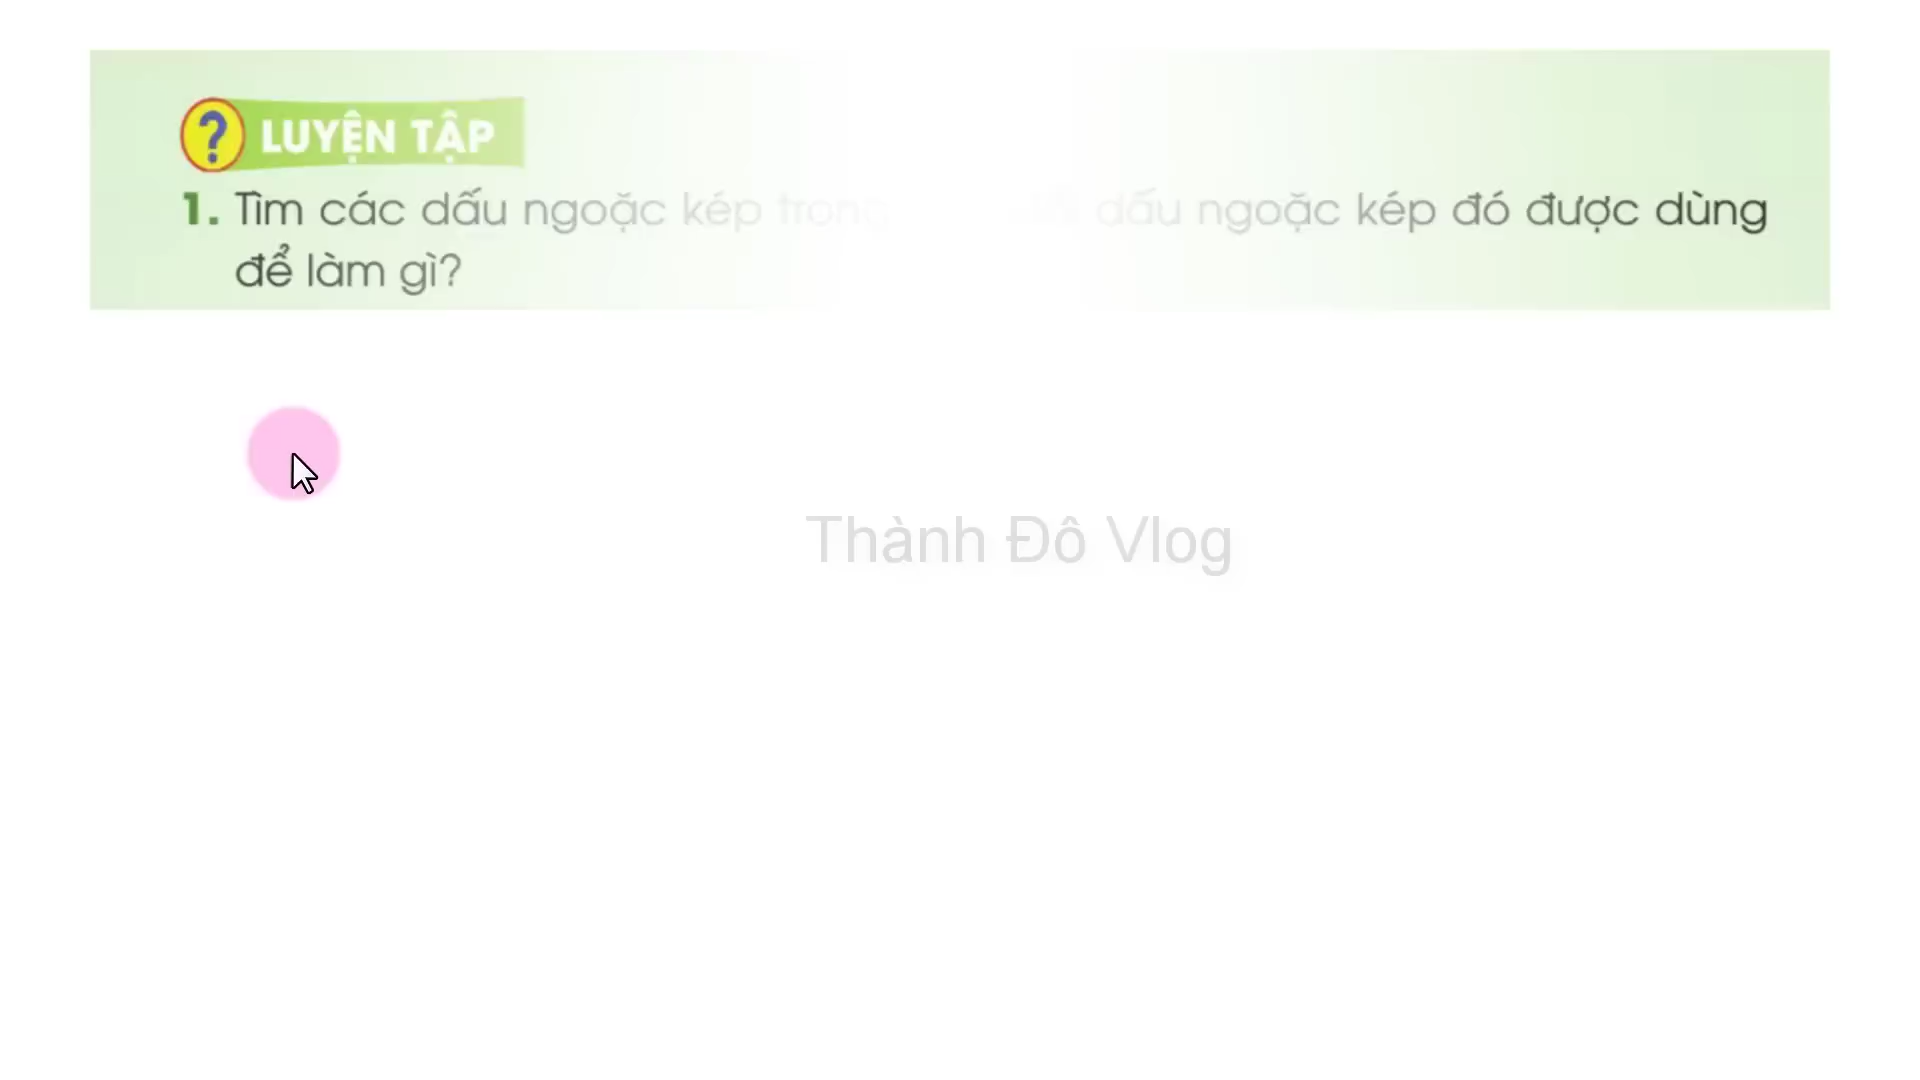 ?
LUYỆN TẬP
1. Tìm các dấu ngoặc kép trong dấu ngoặc kép đó được dùng
để làm gì?
Thành Đô Vlog